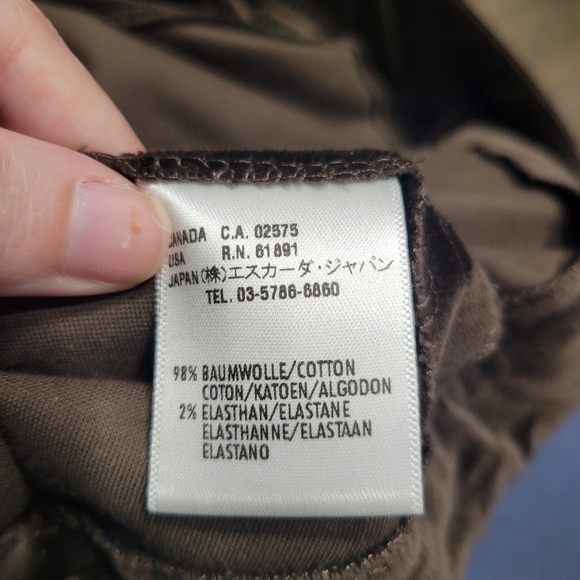 CANADA C.A. 02575
USA R.N. 61891
JAPAN (株)エスカーダ・ジャパン
TEL. 03-5786-6860
98% BAUMWOLLE/COTTON
COTON/KATOEN/ALGODON
2% ELASTHAN/ELASTANE
ELASTHANNE/ELASTAAN
ELASTANO